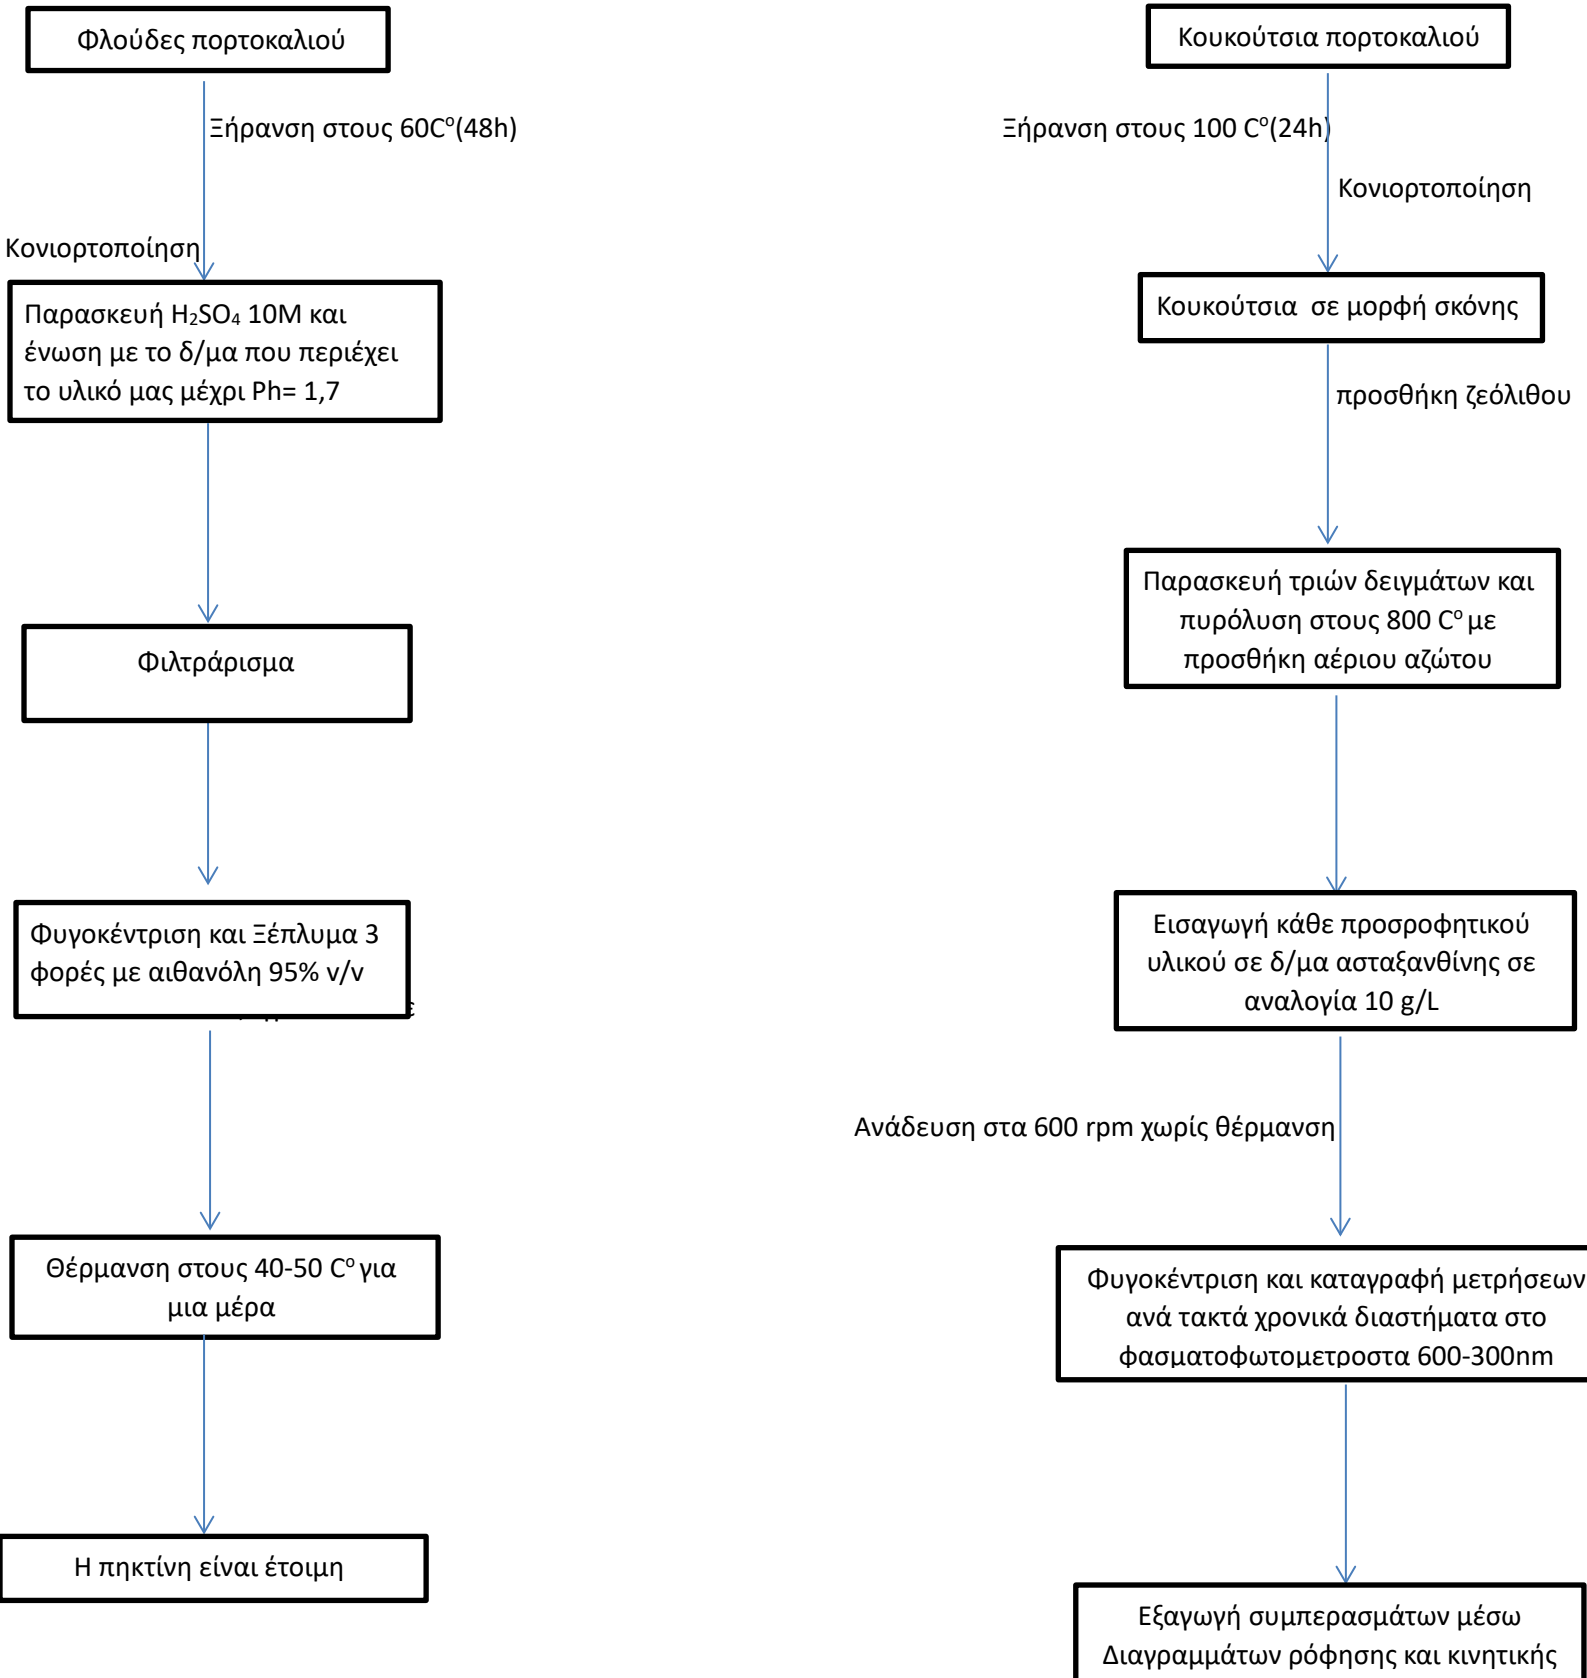 Φλούδες πορτοκαλιού
Ξήρανση στους 60C°(48h)
Κονιορτοποίηση
Παρασκευή H₂SO₄ 10M και
ένωση με το δ/μα που περιέχει
το υλικό μας μέχρι Ph= 1,7
Φιλτράρισμα
Φυγοκέντριση και Ξέπλυμα 3
φορές με αιθανόλη 95% v/v
Θέρμανση στους 40-50 C° για
μια μέρα
Η πηκτίνη είναι έτοιμη
Κουκούτσια πορτοκαλιού
Ξήρανση στους 100 C°(24h)
Κονιορτοποίηση
Κουκούτσια σε μορφή σκόνης
προσθήκη ζεόλιθου
Παρασκευή τριών δειγμάτων και
πυρόλυση στους 800 C° με
προσθήκη αέριου αζώτου
Εισαγωγή κάθε προσροφητικού
υλικού σε δ/μα ασταξανθίνης σε
αναλογία 10 g/L
Ανάδευση στα 600 rpm χωρίς θέρμανση
Φυγοκέντριση και καταγραφή μετρήσεων
ανά τακτά χρονικά διαστήματα στο
φασματοφωτομετροστα 600-300nm
Εξαγωγή συμπερασμάτων μέσω
Διαγραμμάτων ρόφησης και κινητικής